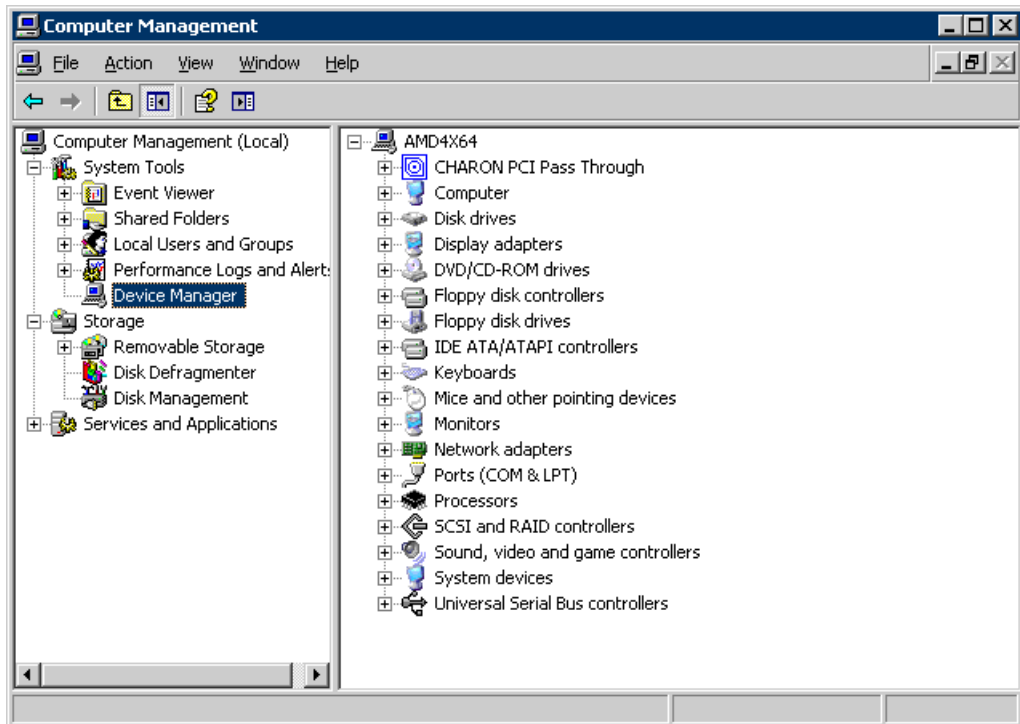 Computer Management
File Action View Window Help
Computer Management (Local)
System Tools
Event Viewer
Shared Folders
Local Users and Groups
Performance Logs and Alert:
Device Manager
Storage
Removable Storage
Disk Defragmenter
Disk Management
Services and Applications
AMD4X64
CHARON PCI Pass Through
Computer
Disk drives
Display adapters
DVD/CD-ROM drives
Floppy disk controllers
Floppy disk drives
IDE ATA/ATAPI controllers
Keyboards
Mice and other pointing devices
Monitors
Network adapters
Ports (COM & LPT)
Processors
SCSI and RAID controllers
Sound, video and game controllers
System devices
Universal Serial Bus controllers